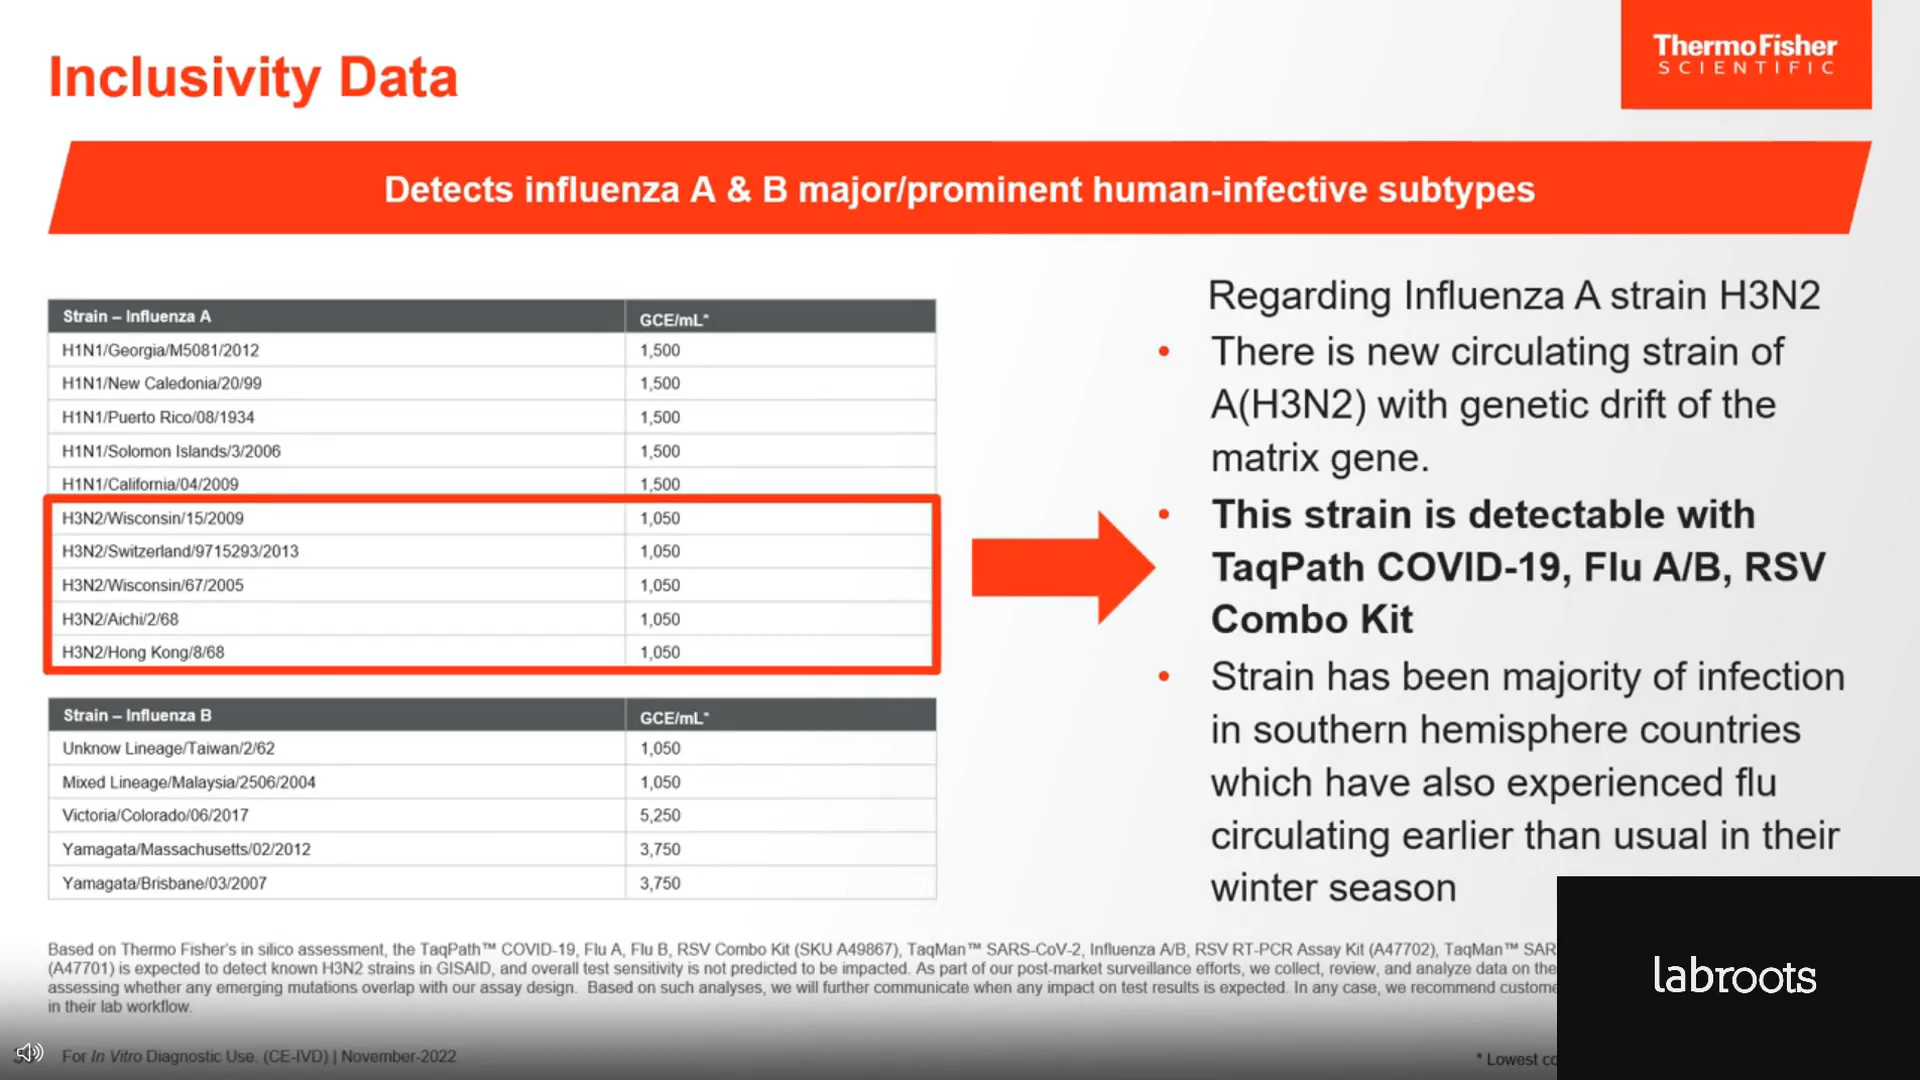 Inclusivity Data
ThermoFisher
SCIENTIFIC
Detects influenza A & B major/prominent human-infective subtypes
Strain – Influenza A GCE/mL*
H1N1/Georgia/M5081/2012 1,500
H1N1/New Caledonia/20/99 1,500
H1N1/Puerto Rico/08/1934 1,500
H1N1/Solomon Islands/3/2006 1,500
H1N1/California/04/2009 1,500
H3N2/Wisconsin/15/2009 1,050
H3N2/Switzerland/9715293/2013 1,050
H3N2/Wisconsin/67/2005 1,050
H3N2/Aichi/2/68 1,050
H3N2/Hong Kong/8/68 1,050
Strain – Influenza B GCE/mL*
Unknow Lineage/Taiwan/2/62 1,050
Mixed Lineage/Malaysia/2506/2004 1,050
Victoria/Colorado/06/2017 5,250
Yamagata/Massachusetts/02/2012 3,750
Yamagata/Brisbane/03/2007 3,750
Regarding Influenza A strain H3N2
• There is new circulating strain of
A(H3N2) with genetic drift of the
matrix gene.
• This strain is detectable with
TaqPath COVID-19, Flu A/B, RSV
Combo Kit
• Strain has been majority of infection
in southern hemisphere countries
which have also experienced flu
circulating earlier than usual in their
winter season
Based on Thermo Fisher's in silico assessment, the TaqPath™ COVID-19, Flu A, Flu B, RSV Combo Kit (SKU A49867), TaqMan™ SARS-CoV-2, Influenza A/B, RSV RT-PCR Assay Kit (A47702), TaqMan™ SAR
(A47701) is expected to detect known H3N2 strains in GISAID, and overall test sensitivity is not predicted to be impacted. As part of our post-market surveillance efforts, we collect, review, and analyze data on the
assessing whether any emerging mutations overlap with our assay design. Based on such analyses, we will further communicate when any impact on test results is expected. In any case, we recommend custome
in their lab workflow.
For In Vitro Diagnostic Use. (CE-IVD) | November-2022
* Lowest co
labroots